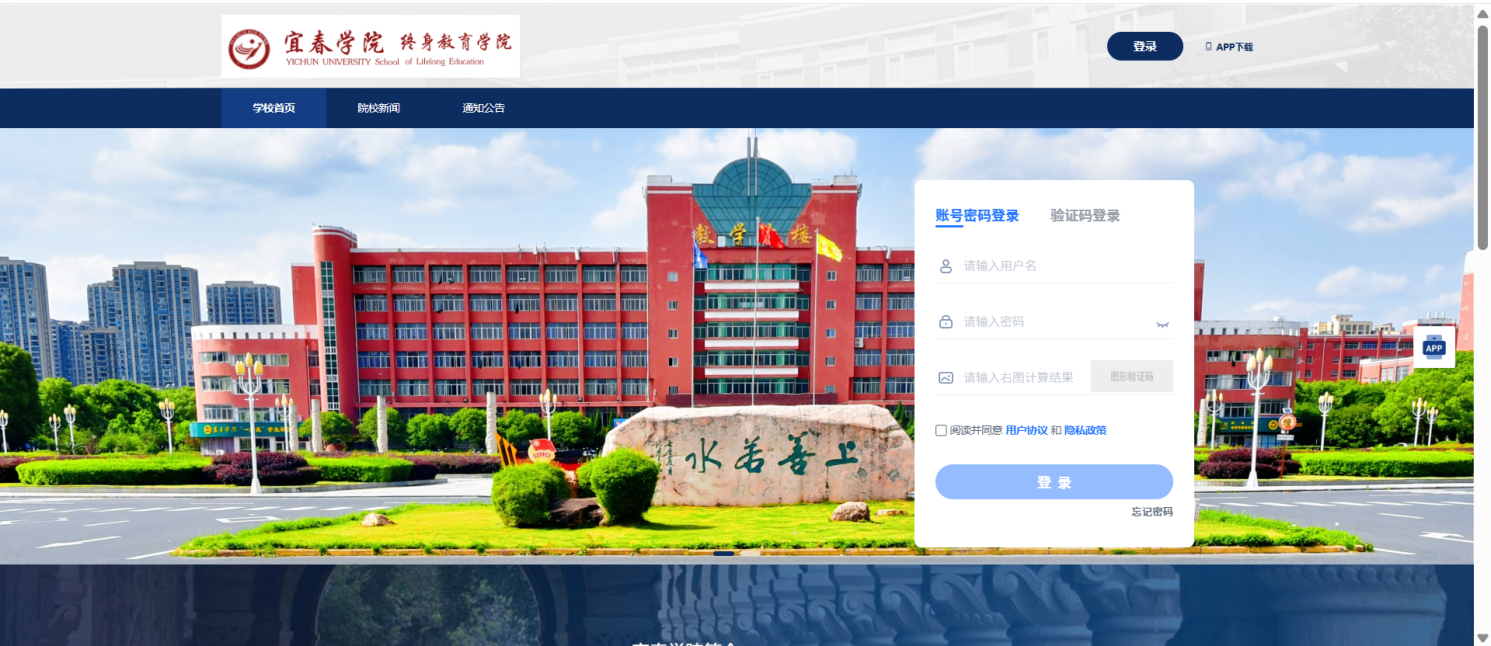 宜春学院 终身教育学院
YICHUN UNIVERSITY School of Lifelong Education
登录
APP下载
学校首页
院校新闻
通知公告
教学大楼
上善若水
账号密码登录
验证码登录
请输入用户名
请输入密码
请输入右图计算结果
图形验证码
阅读并同意 用户协议 和 隐私政策
登 录
忘记密码
APP